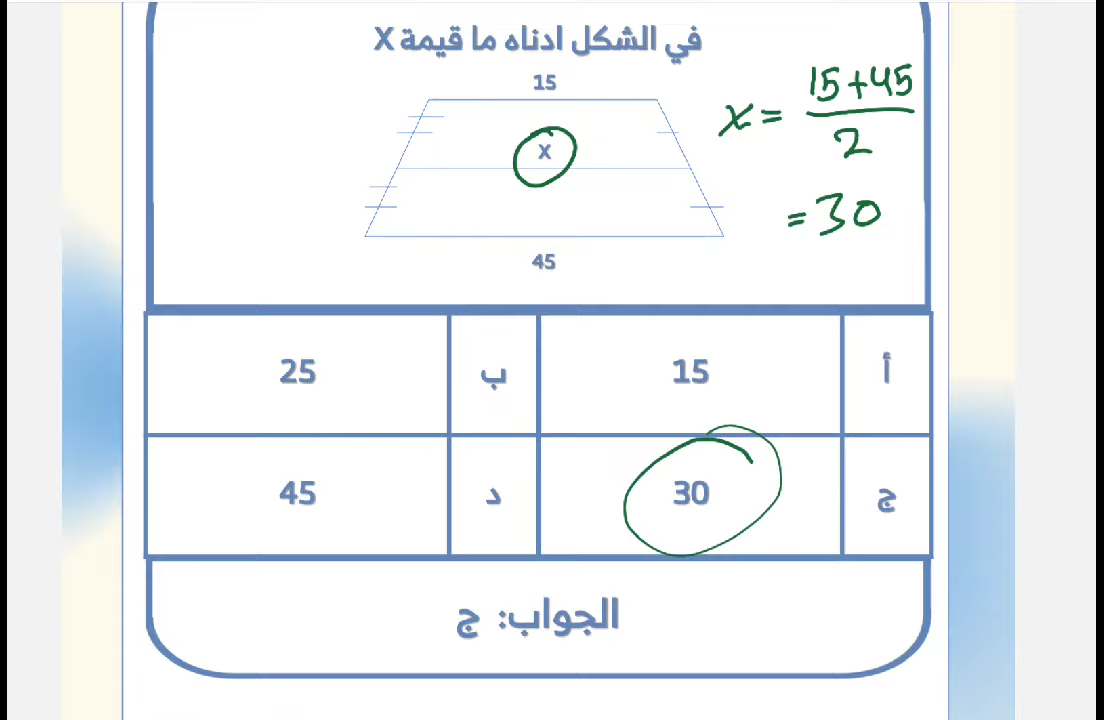 في الشكل ادناه ما قيمة X
15
x = 15+45 / 2
= 30
x
45
أ 15 ب 25
ج 30 د 45
الجواب: ج